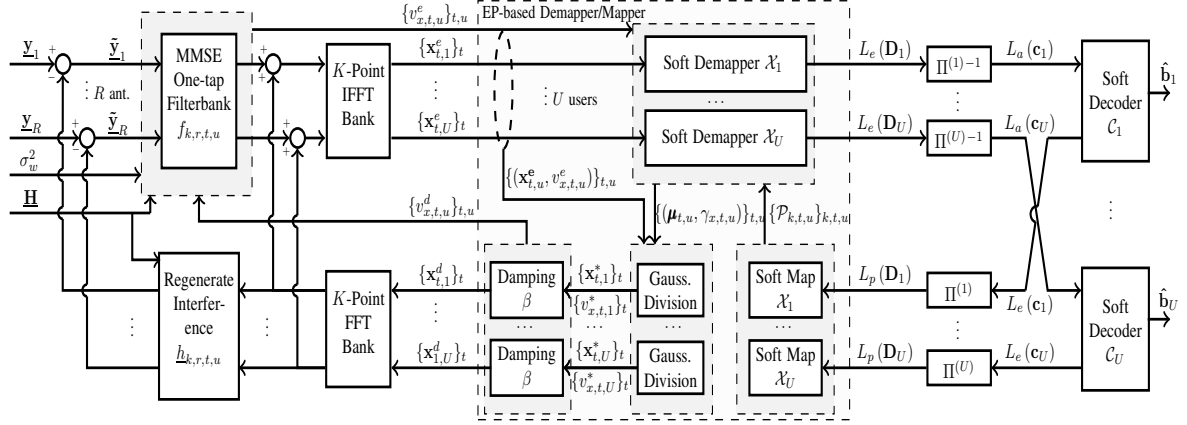 {v^e_{x,t,u}}_{t,u}
EP-based Demapper/Mapper
y_1
ỹ_1
+
−
⋮ R ant.
y_R
ỹ_R
+
−
σ²_w
H
MMSE
One-tap
Filterbank
f_{k,r,t,u}
+
+
+
+
K-Point
IFFT
Bank
{x^e_{t,1}}_t
⋮
{x^e_{t,U}}_t
⋮ U users
Soft Demapper X_1
⋯
Soft Demapper X_U
L_e(D_1)
Π^{(1)−1}
L_a(c_1)
⋮
L_e(D_U)
Π^{(U)−1}
L_a(c_U)
Soft
Decoder
C_1
b̂_1
{(x^e_{t,u}, v^e_{x,t,u})}_{t,u}
{v^d_{x,t,u}}_{t,u}
{(μ_{t,u}, γ_{x,t,u})}_{t,u}
{P_{k,t,u}}_{k,t,u}
⋮
Regenerate
Interfer-
ence
h_{k,r,t,u}
⋮
⋮
K-Point
FFT
Bank
{x^d_{t,1}}_t
⋮
{x^d_{1,U}}_t
Damping
β
⋯
Damping
β
{x^*_{t,1}}_t
{v^*_{x,t,1}}_t
⋯
{x^*_{t,U}}_t
{v^*_{x,t,U}}_t
Gauss.
Division
⋯
Gauss.
Division
Soft Map
X_1
⋯
Soft Map
X_U
L_p(D_1)
Π^{(1)}
L_e(c_1)
⋮
L_p(D_U)
Π^{(U)}
L_e(c_U)
Soft
Decoder
C_U
b̂_U